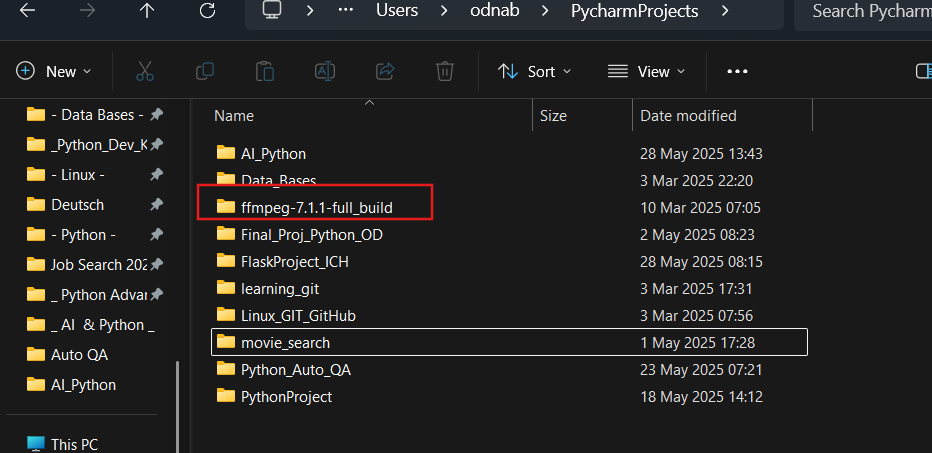 Users > odnab > PycharmProjects >
Search Pycharm
New
Sort
View
- Data Bases -
_Python_Dev_K
- Linux -
Deutsch
- Python -
Job Search 202
_ Python Advar
_ AI & Python _
Auto QA
AI_Python
This PC
Name Size Date modified
AI_Python 28 May 2025 13:43
Data_Bases 3 Mar 2025 22:20
ffmpeg-7.1.1-full_build 10 Mar 2025 07:05
Final_Proj_Python_OD 2 May 2025 08:23
FlaskProject_ICH 28 May 2025 08:15
learning_git 3 Mar 2025 17:31
Linux_GIT_GitHub 3 Mar 2025 07:56
movie_search 1 May 2025 17:28
Python_Auto_QA 23 May 2025 07:21
PythonProject 18 May 2025 14:12